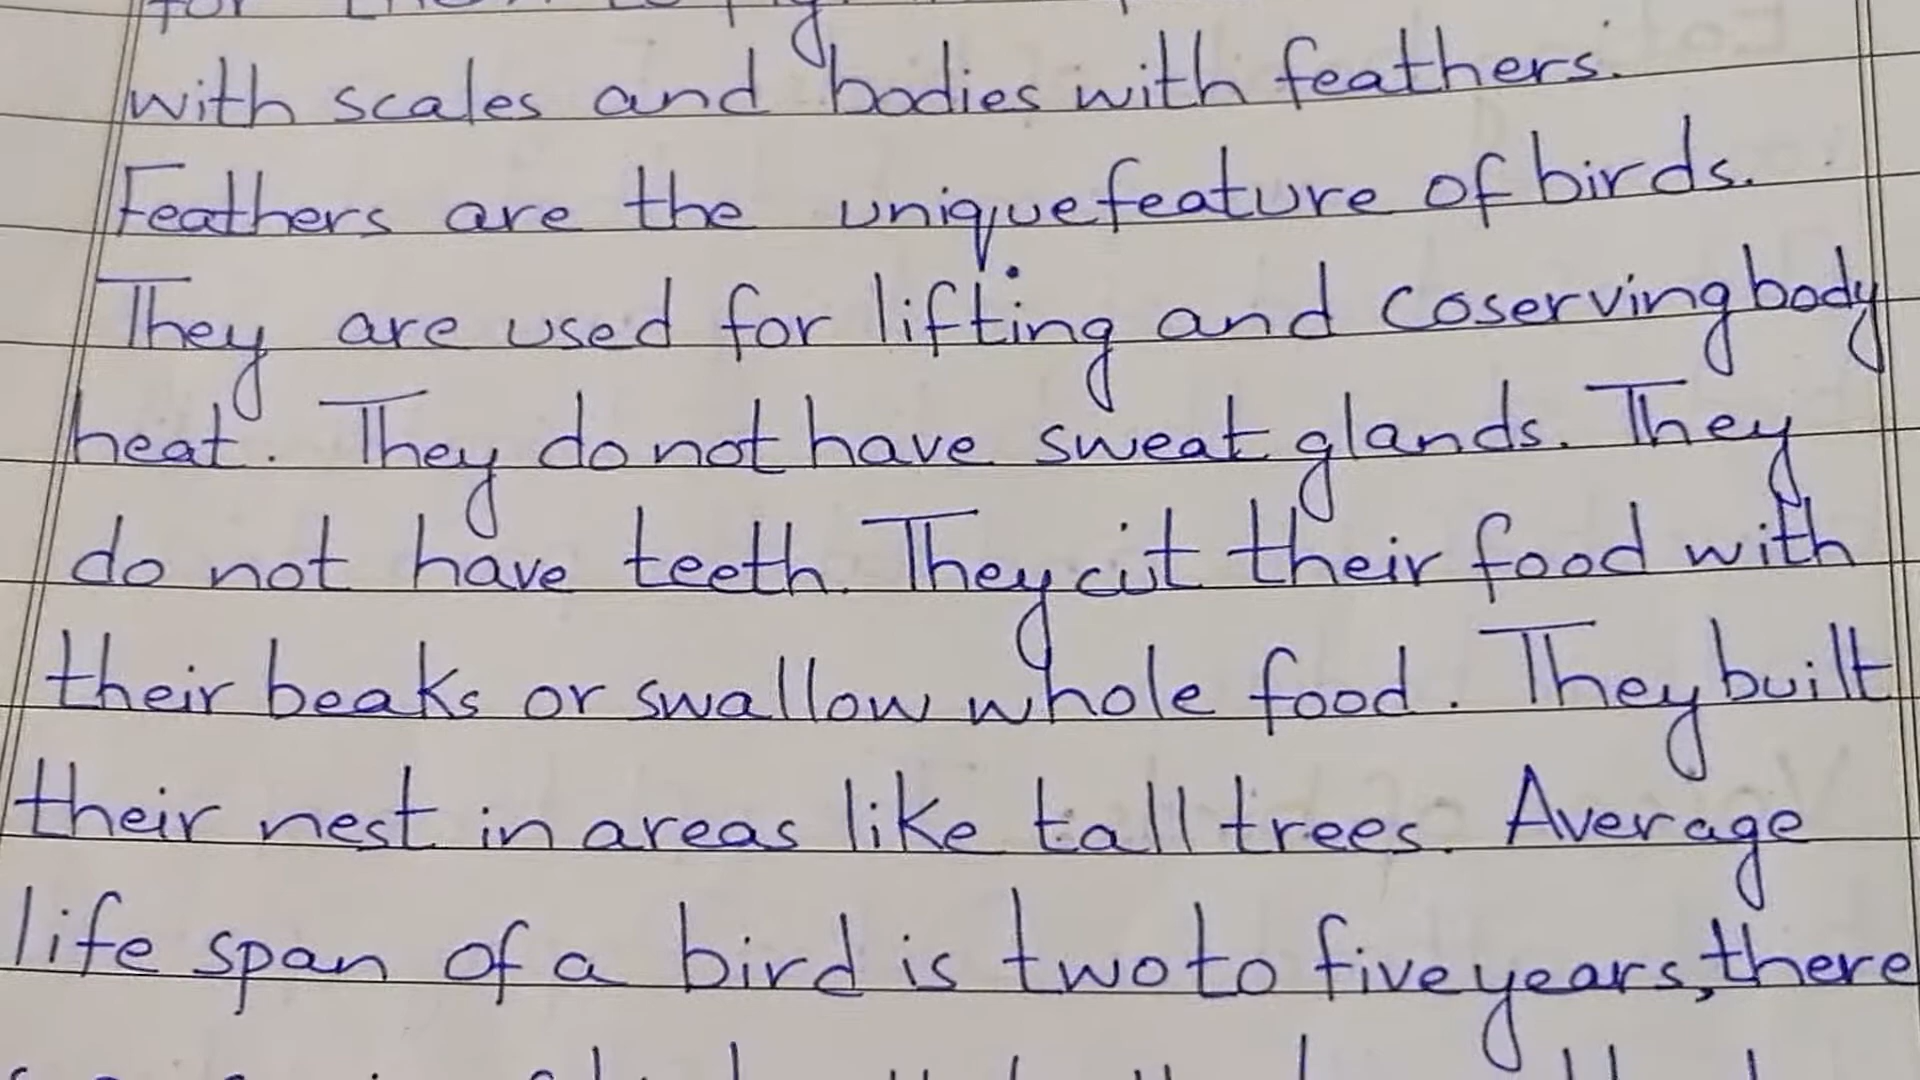 for
with scales and bodies with feathers.
Feathers are the unique feature of birds.
They are used for lifting and coserving body
heat. They do not have sweat glands. They
do not have teeth. They cut their food with
their beaks or swallow whole food. They built
their nest in areas like tall trees. Average
life span of a bird is two to five years, there